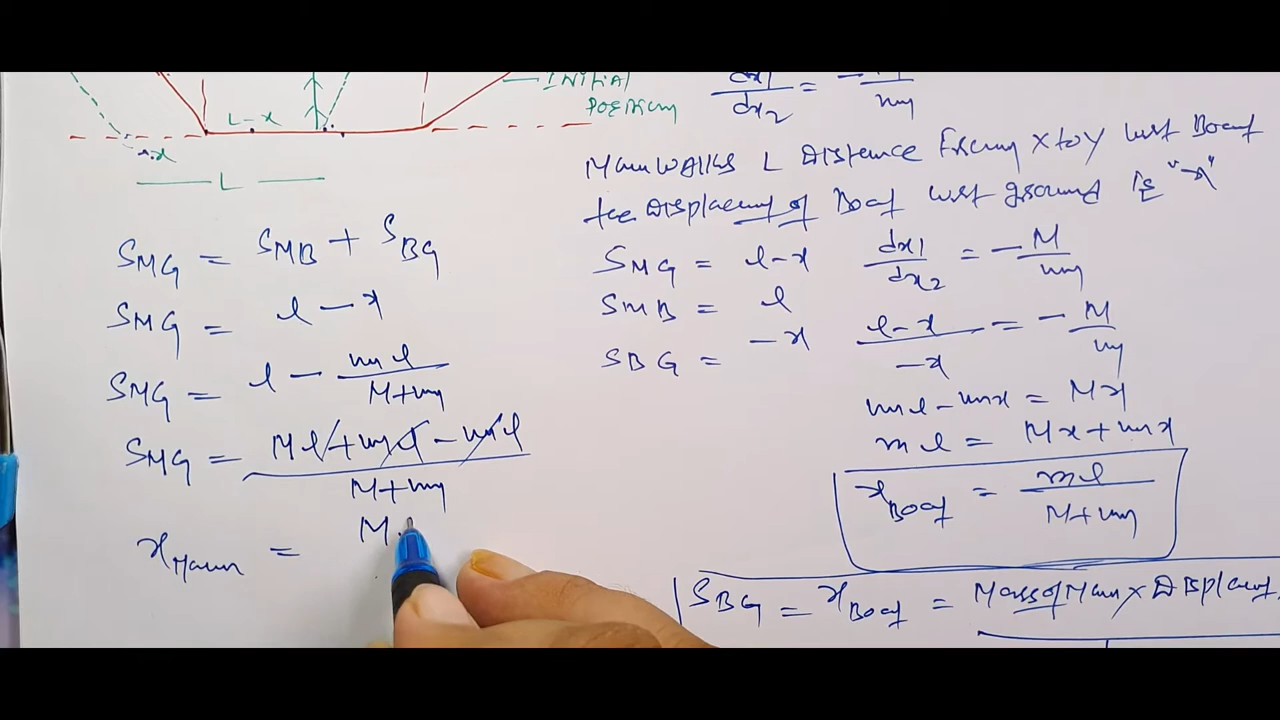 INITIAL
POSITION
L-x
-x
L
dx1/dx2 = -M/m
Man walks L Distance from X to Y wrt Boat
the Displacement of Boat wrt ground is "-x"
SMG = SMB + SBG
SMG = l - x
SMG = l - ml/(M+m)
SMG = (Ml + ml - ml)/(M+m)
xMan = M.
SMG = l-x
SMB = l
SBG = -x
dx1/dx2 = -M/m
(l-x)/-x = -M/m
ml - mx = Mx
ml = Mx + mx
xBoat = ml/(M+m)
SBG = xBoat = Mass of Man x Displacement